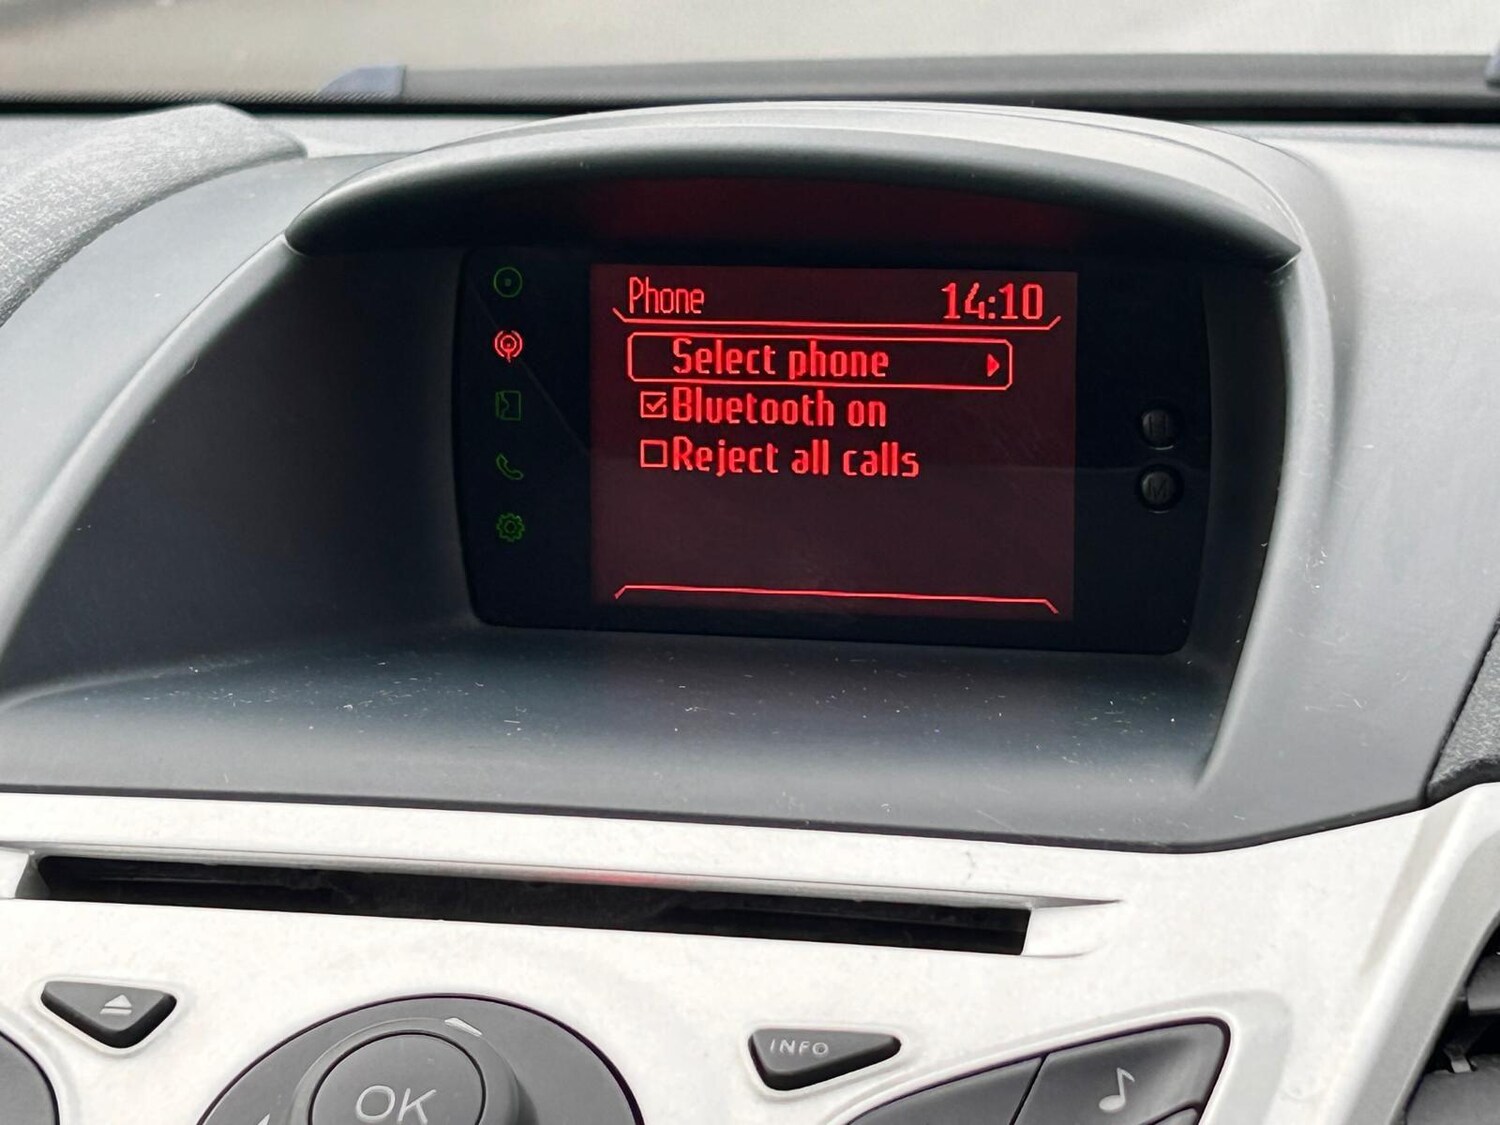 Phone 14:10
Select phone
Bluetooth on
Reject all calls
H
M
INFO
OK